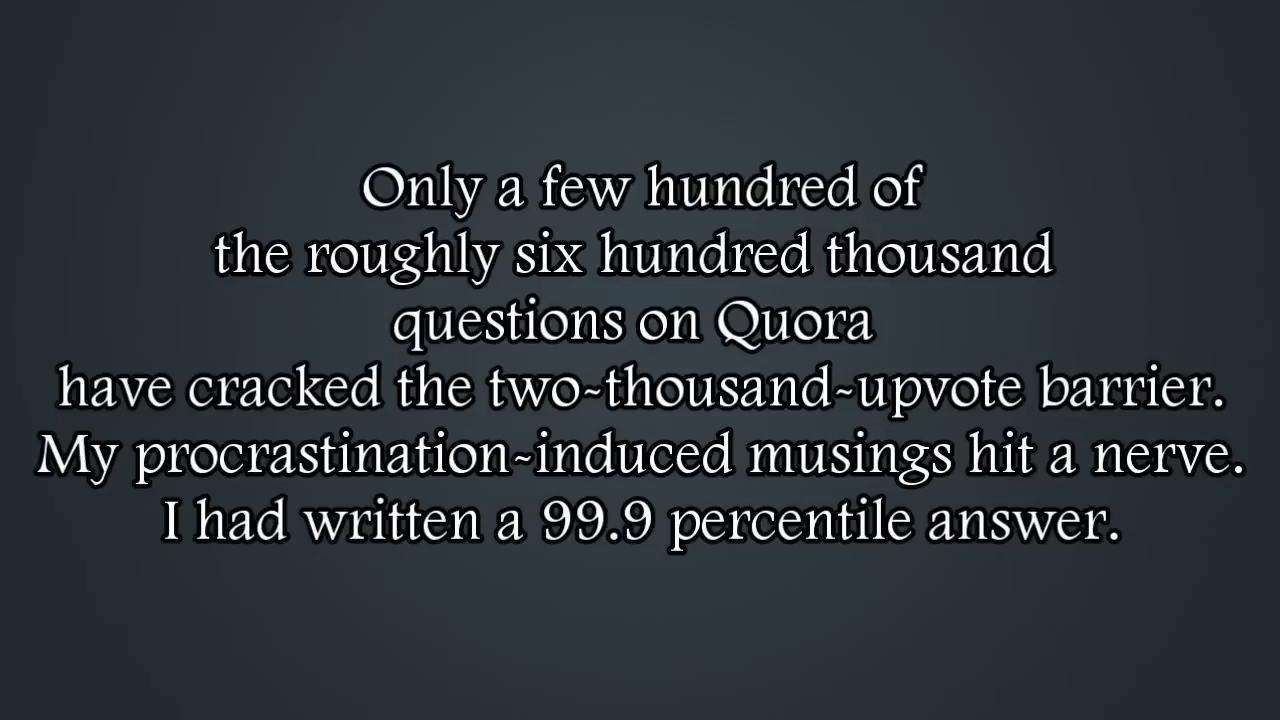 Only a few hundred of
the roughly six hundred thousand
questions on Quora
have cracked the two-thousand-upvote barrier.
My procrastination-induced musings hit a nerve.
I had written a 99.9 percentile answer.